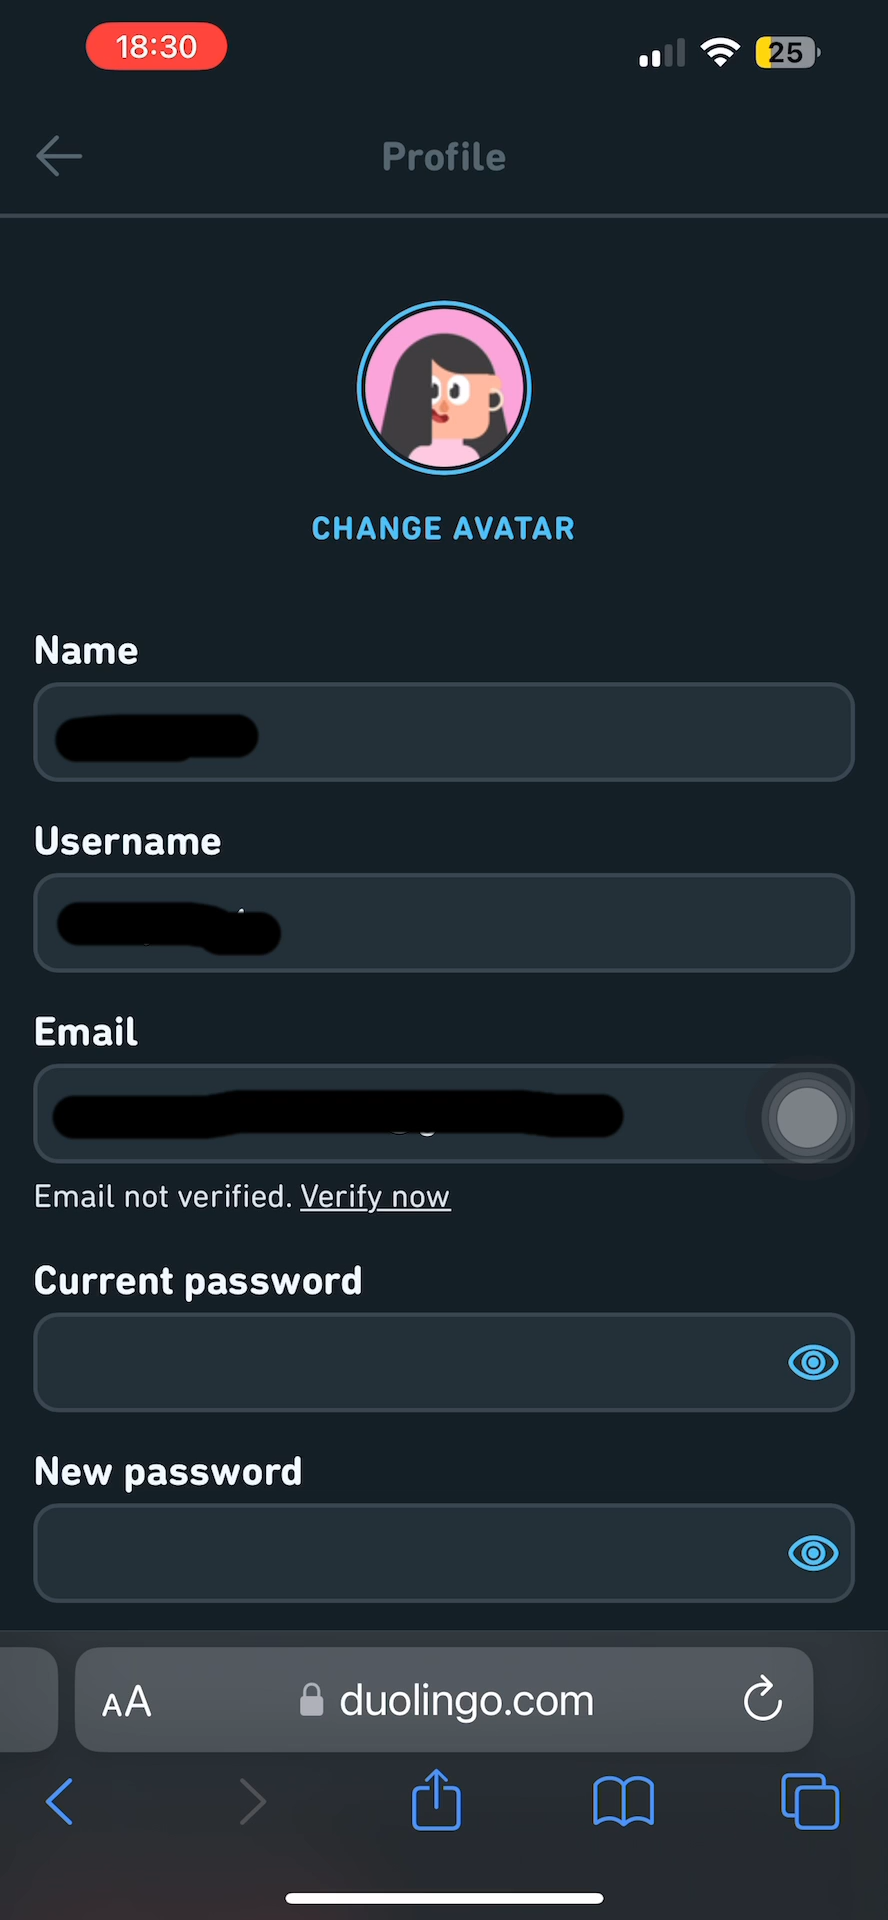 18:30
25
Profile
CHANGE AVATAR
Name
Username
Email
Email not verified. Verify now
Current password
New password
AA
duolingo.com